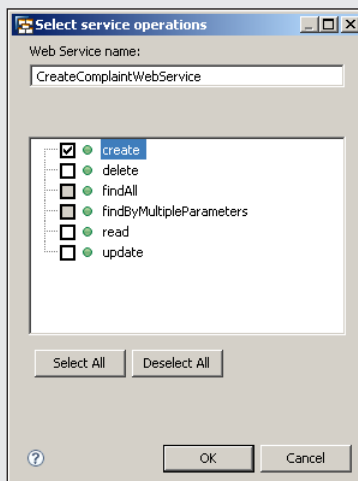 Select service operations
Web Service name:
CreateComplaintWebService
create
delete
findAll
findByMultipleParameters
read
update
Select All Deselect All
? OK Cancel